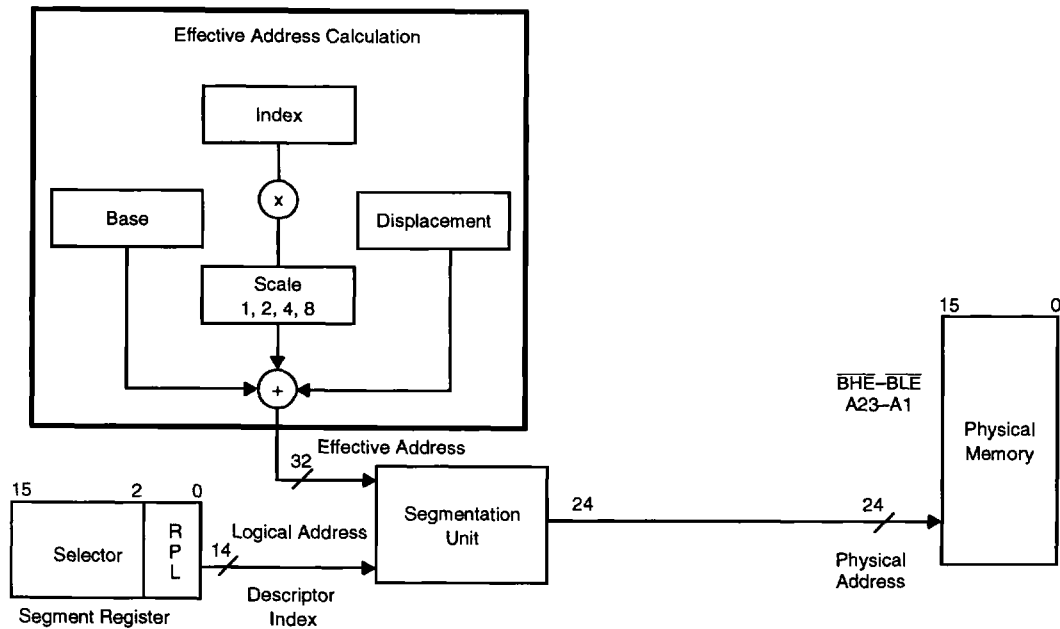 Effective Address Calculation
Index
x
Base
Displacement
Scale
1, 2, 4, 8
+
Effective Address
32
15 2 0
Selector
R
P
L
Segment Register
14
Logical Address
Descriptor
Index
Segmentation
Unit
24
24
Physical
Address
BHE–BLE
A23–A1
15 0
Physical
Memory